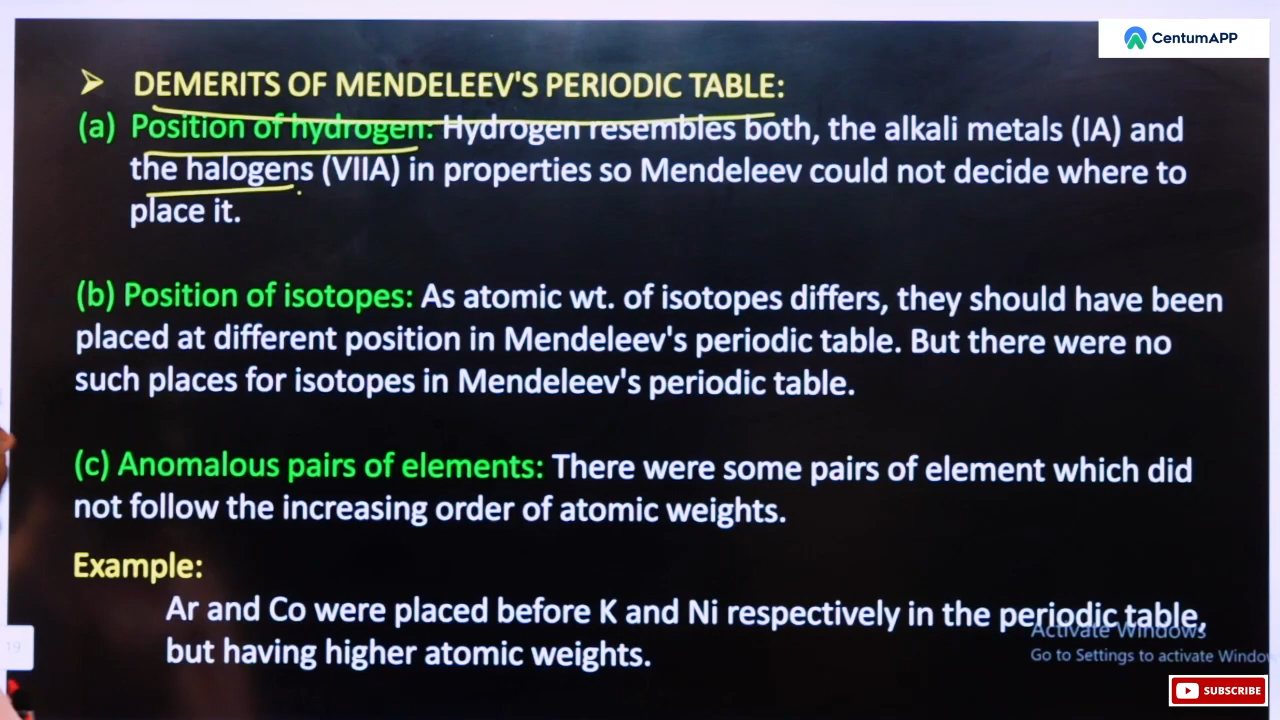 CentumAPP
➤ DEMERITS OF MENDELEEV'S PERIODIC TABLE:
(a) Position of hydrogen: Hydrogen resembles both, the alkali metals (IA) and
the halogens (VIIA) in properties so Mendeleev could not decide where to
place it.
(b) Position of isotopes: As atomic wt. of isotopes differs, they should have been
placed at different position in Mendeleev's periodic table. But there were no
such places for isotopes in Mendeleev's periodic table.
(c) Anomalous pairs of elements: There were some pairs of element which did
not follow the increasing order of atomic weights.
Example:
Ar and Co were placed before K and Ni respectively in the periodic table,
but having higher atomic weights.
Activate Windows
Go to Settings to activate Window
19
SUBSCRIBE